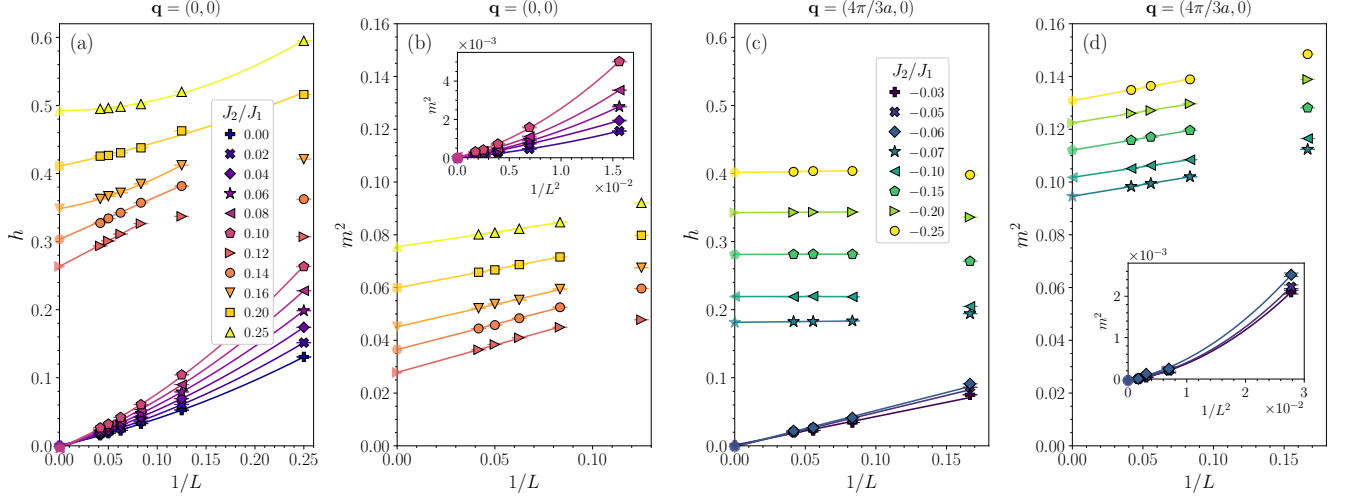 q = (0, 0)
(a)
h
0.6
0.5
0.4
0.3
0.2
0.1
0.0
0.00 0.05 0.10 0.15 0.20 0.25
1/L
J₂/J₁
0.00
0.02
0.04
0.06
0.08
0.10
0.12
0.14
0.16
0.20
0.25
q = (0, 0)
(b)
m²
0.16
0.14
0.12
0.10
0.08
0.06
0.04
0.02
0.00
0.00 0.05 0.10
1/L
×10⁻³
m²
4
2
0
0.0 0.5 1.0 1.5
1/L² ×10⁻²
q = (4π/3a, 0)
(c)
h
0.6
0.5
0.4
0.3
0.2
0.1
0.0
0.00 0.05 0.10 0.15
1/L
J₂/J₁
−0.03
−0.05
−0.06
−0.07
−0.10
−0.15
−0.20
−0.25
q = (4π/3a, 0)
(d)
m²
0.16
0.14
0.12
0.10
0.08
0.06
0.04
0.02
0.00
0.00 0.05 0.10 0.15
1/L
×10⁻³
m²
2
1
0
0 1 2 3
1/L² ×10⁻²